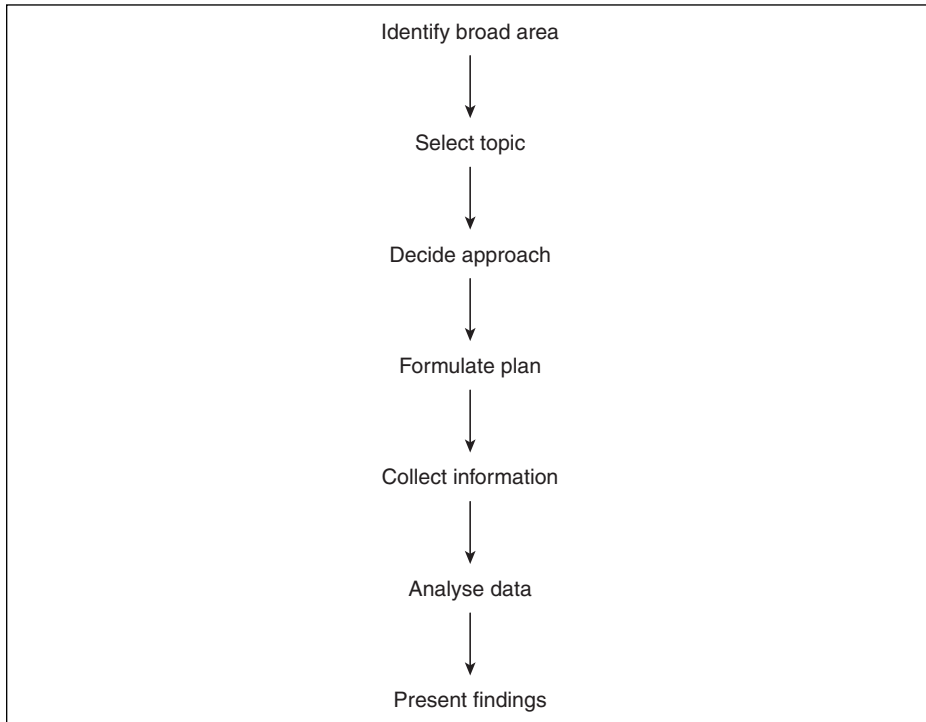 Identify broad area
Select topic
Decide approach
Formulate plan
Collect information
Analyse data
Present findings